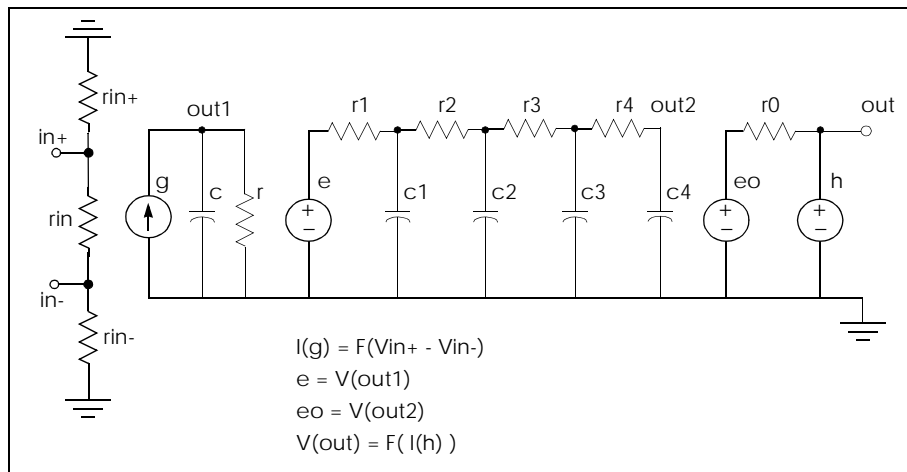 rin+
in+
rin
in-
rin-
out1
g
c
r
e
r1
r2
r3
r4
out2
c1
c2
c3
c4
r0
out
eo
h
+
-
+
-
+
-
I(g) = F(Vin+ - Vin-)
e = V(out1)
eo = V(out2)
V(out) = F( I(h) )